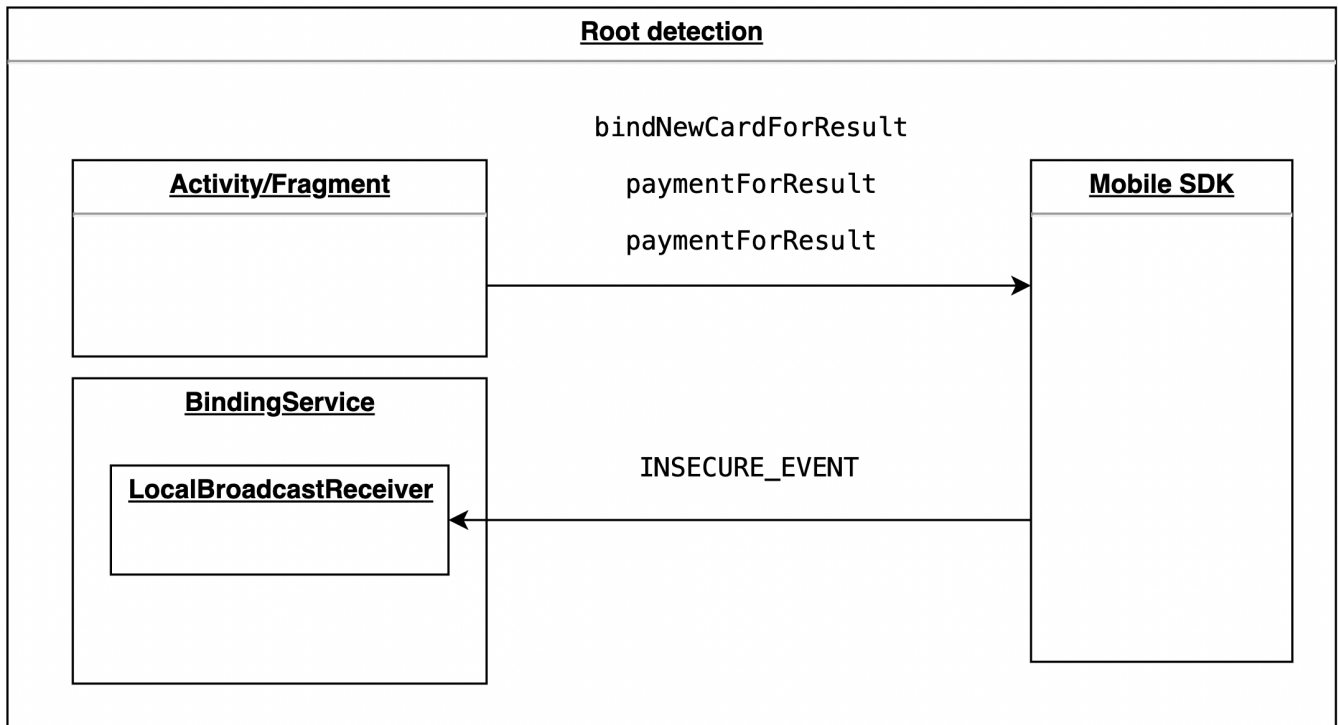 Root detection
bindNewCardForResult
Activity/Fragment
paymentForResult
Mobile SDK
paymentForResult
BindingService
INSECURE_EVENT
LocalBroadcastReceiver